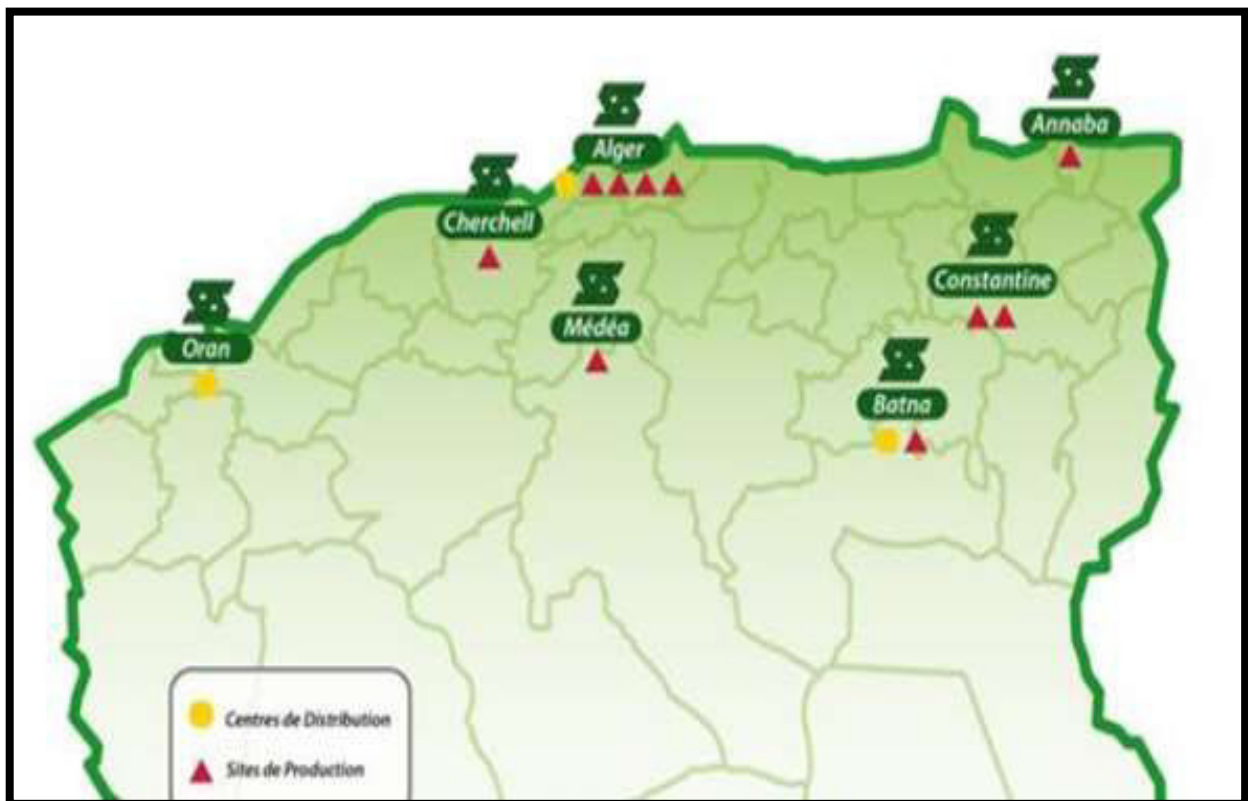 Annaba
Alger
Cherchell
Constantine
Médéa
Oran
Batna
Centres de Distribution
Sites de Production